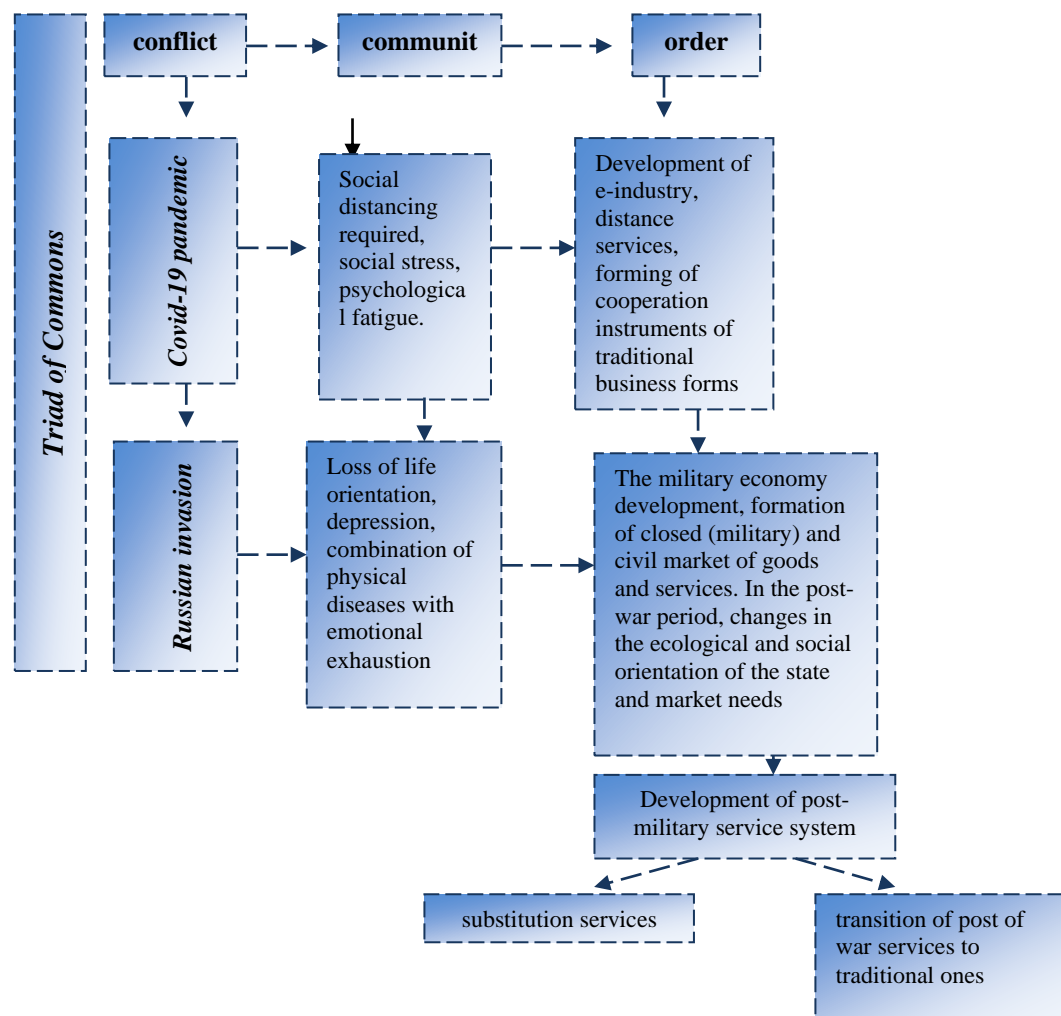 conflict
communit
order
Triad of Commons
Covid-19 pandemic
Social
distancing
required,
social stress,
psychologica
l fatigue.
Development of
e-industry,
distance
services,
forming of
cooperation
instruments of
traditional
business forms
Russian invasion
Loss of life
orientation,
depression,
combination of
physical
diseases with
emotional
exhaustion
The military economy
development, formation
of closed (military) and
civil market of goods
and services. In the post-
war period, changes in
the ecological and social
orientation of the state
and market needs
Development of post-
military service system
substitution services
transition of post of
war services to
traditional ones